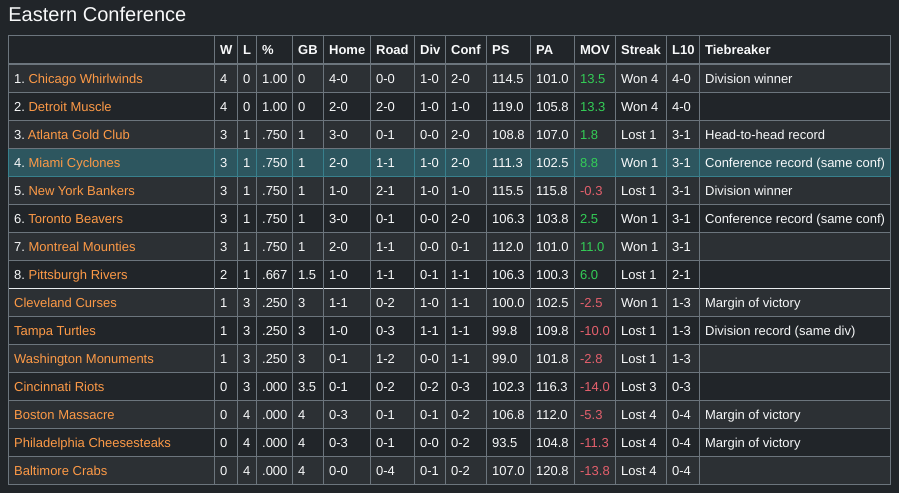 Eastern Conference
W L % GB Home Road Div Conf PS PA MOV Streak L10 Tiebreaker
1. Chicago Whirlwinds 4 0 1.00 0 4-0 0-0 1-0 2-0 114.5 101.0 13.5 Won 4 4-0 Division winner
2. Detroit Muscle 4 0 1.00 0 2-0 2-0 1-0 1-0 119.0 105.8 13.3 Won 4 4-0
3. Atlanta Gold Club 3 1 .750 1 3-0 0-1 0-0 2-0 108.8 107.0 1.8 Lost 1 3-1 Head-to-head record
4. Miami Cyclones 3 1 .750 1 2-0 1-1 1-0 2-0 111.3 102.5 8.8 Won 1 3-1 Conference record (same conf)
5. New York Bankers 3 1 .750 1 1-0 2-1 1-0 1-0 115.5 115.8 -0.3 Lost 1 3-1 Division winner
6. Toronto Beavers 3 1 .750 1 3-0 0-1 0-0 2-0 106.3 103.8 2.5 Won 1 3-1 Conference record (same conf)
7. Montreal Mounties 3 1 .750 1 2-0 1-1 0-0 0-1 112.0 101.0 11.0 Won 1 3-1
8. Pittsburgh Rivers 2 1 .667 1.5 1-0 1-1 0-1 1-1 106.3 100.3 6.0 Lost 1 2-1
Cleveland Curses 1 3 .250 3 1-1 0-2 1-0 1-1 100.0 102.5 -2.5 Won 1 1-3 Margin of victory
Tampa Turtles 1 3 .250 3 1-0 0-3 1-1 1-1 99.8 109.8 -10.0 Lost 1 1-3 Division record (same div)
Washington Monuments 1 3 .250 3 0-1 1-2 0-0 1-1 99.0 101.8 -2.8 Lost 1 1-3
Cincinnati Riots 0 3 .000 3.5 0-1 0-2 0-2 0-3 102.3 116.3 -14.0 Lost 3 0-3
Boston Massacre 0 4 .000 4 0-3 0-1 0-1 0-2 106.8 112.0 -5.3 Lost 4 0-4 Margin of victory
Philadelphia Cheesesteaks 0 4 .000 4 0-3 0-1 0-0 0-2 93.5 104.8 -11.3 Lost 4 0-4 Margin of victory
Baltimore Crabs 0 4 .000 4 0-0 0-4 0-1 0-2 107.0 120.8 -13.8 Lost 4 0-4